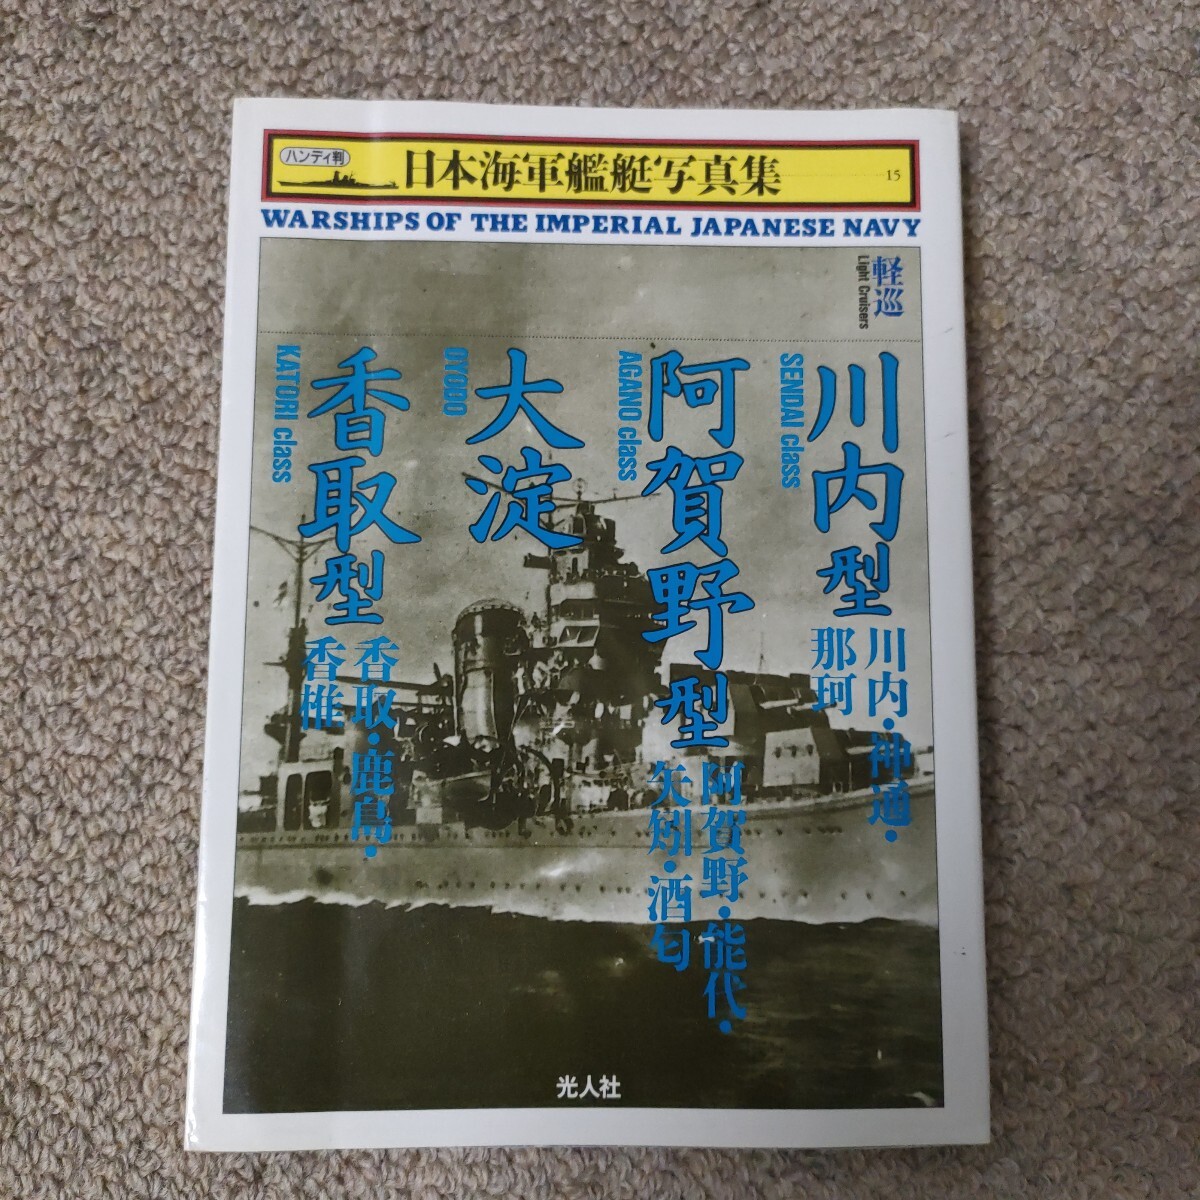 ハンディ判
日本海軍艦艇写真集
15
WARSHIPS OF THE IMPERIAL JAPANESE NAVY
軽巡
Light Cruisers
川内型
SENDAI class
川内・神通・
那珂
阿賀野型
AGANO class
阿賀野・能代・
矢矧・酒匂
大淀
OYODO
香取型
KATORI class
香取・鹿島・
香椎
光人社